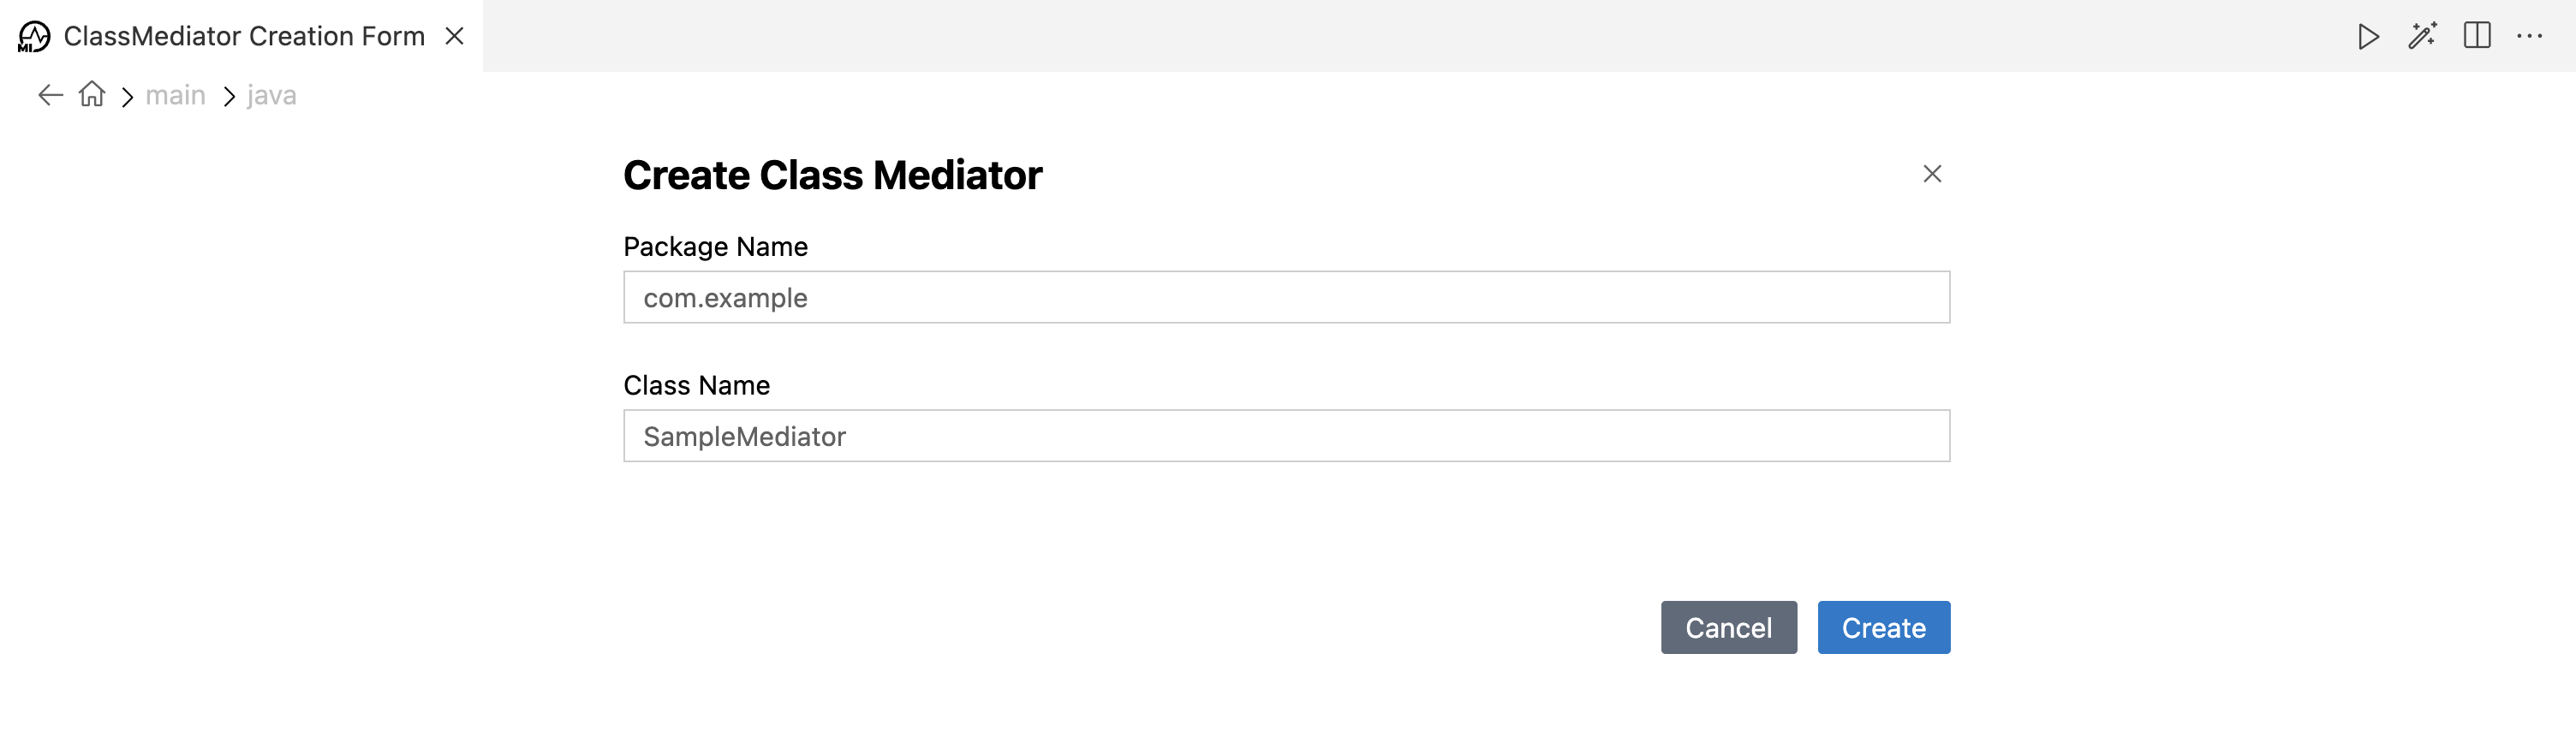 MI ClassMediator Creation Form
main java
Create Class Mediator
Package Name
com.example
Class Name
SampleMediator
Cancel Create